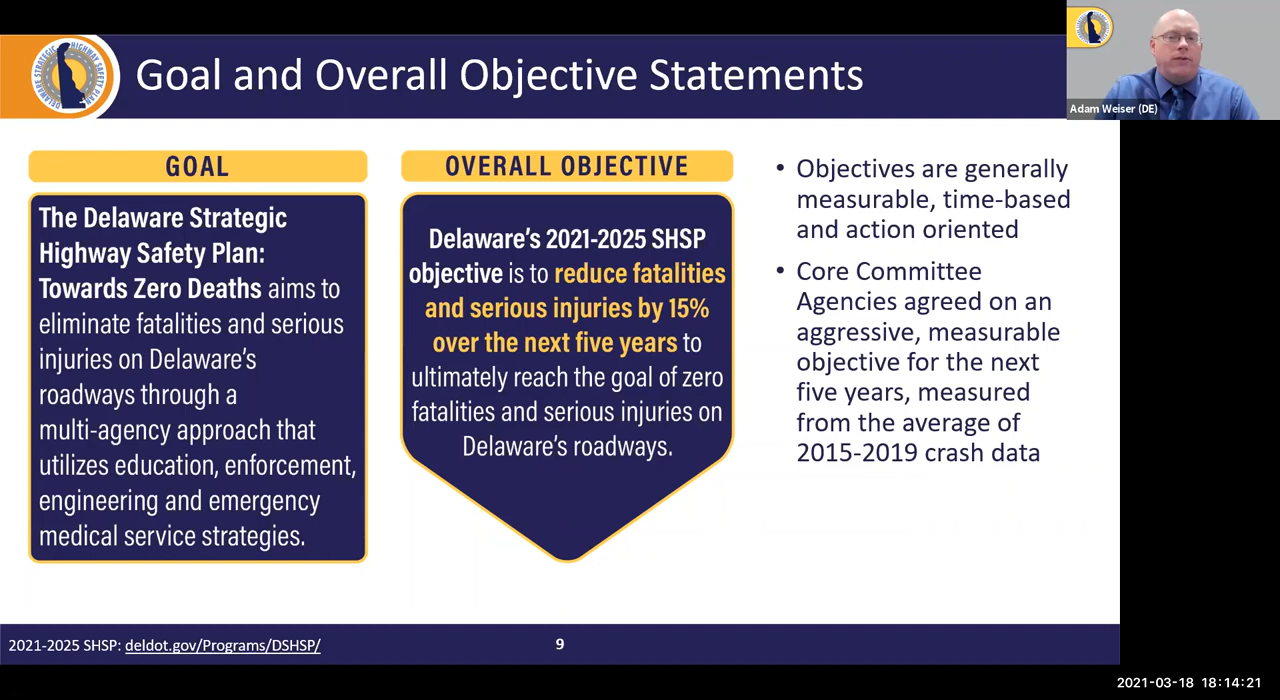 Goal and Overall Objective Statements
DELAWARE STRATEGIC HIGHWAY SAFETY PLAN
Adam Weiser (DE)
GOAL
The Delaware Strategic
Highway Safety Plan:
Towards Zero Deaths aims to
eliminate fatalities and serious
injuries on Delaware’s
roadways through a
multi-agency approach that
utilizes education, enforcement,
engineering and emergency
medical service strategies.
OVERALL OBJECTIVE
Delaware’s 2021-2025 SHSP
objective is to reduce fatalities
and serious injuries by 15%
over the next five years to
ultimately reach the goal of zero
fatalities and serious injuries on
Delaware’s roadways.
• Objectives are generally
measurable, time-based
and action oriented
• Core Committee
Agencies agreed on an
aggressive, measurable
objective for the next
five years, measured
from the average of
2015-2019 crash data
2021-2025 SHSP: deldot.gov/Programs/DSHSP/
9
2021-03-18 18:14:21